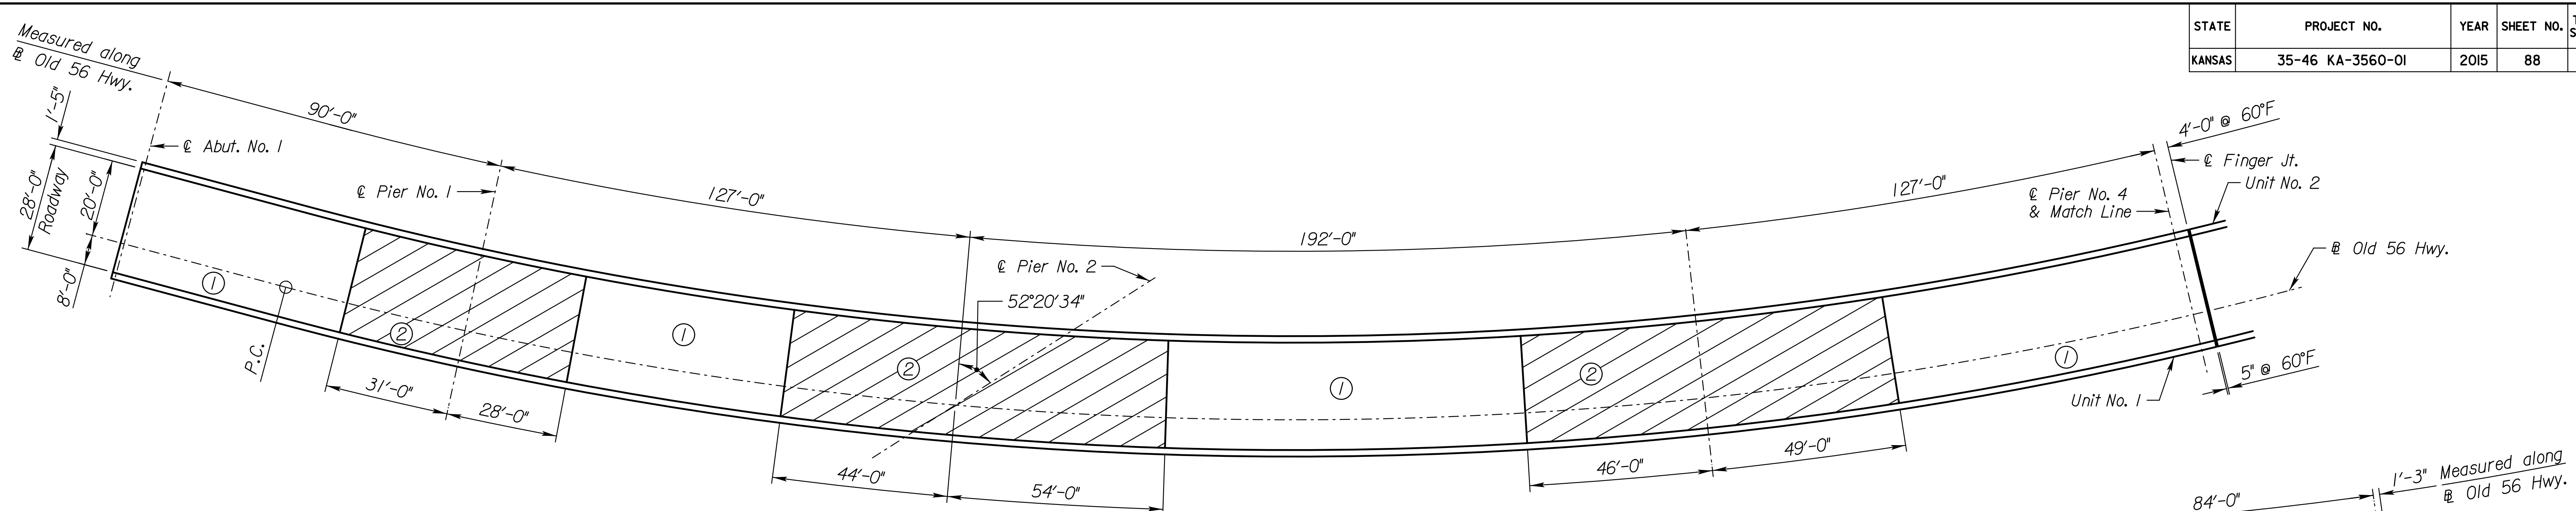 STATE PROJECT NO. YEAR SHEET NO.
KANSAS 35-46 KA-3560-01 2015 88
Measured along
℄ Old 56 Hwy.
1'-5"
28'-0"
Roadway
20'-0"
8'-0"
90'-0"
℄ Abut. No. 1
℄ Pier No. 1
127'-0"
192'-0"
127'-0"
4'-0" @ 60°F
℄ Finger Jt.
Unit No. 2
℄ Pier No. 4
& Match Line
℄ Old 56 Hwy.
℄ Pier No. 2
52°20'34"
P.C.
1
2
1
2
1
2
1
31'-0"
28'-0"
44'-0"
54'-0"
46'-0"
49'-0"
Unit No. 1
5" @ 60°F
84'-0"
1'-3" Measured along
℄ Old 56 Hwy.